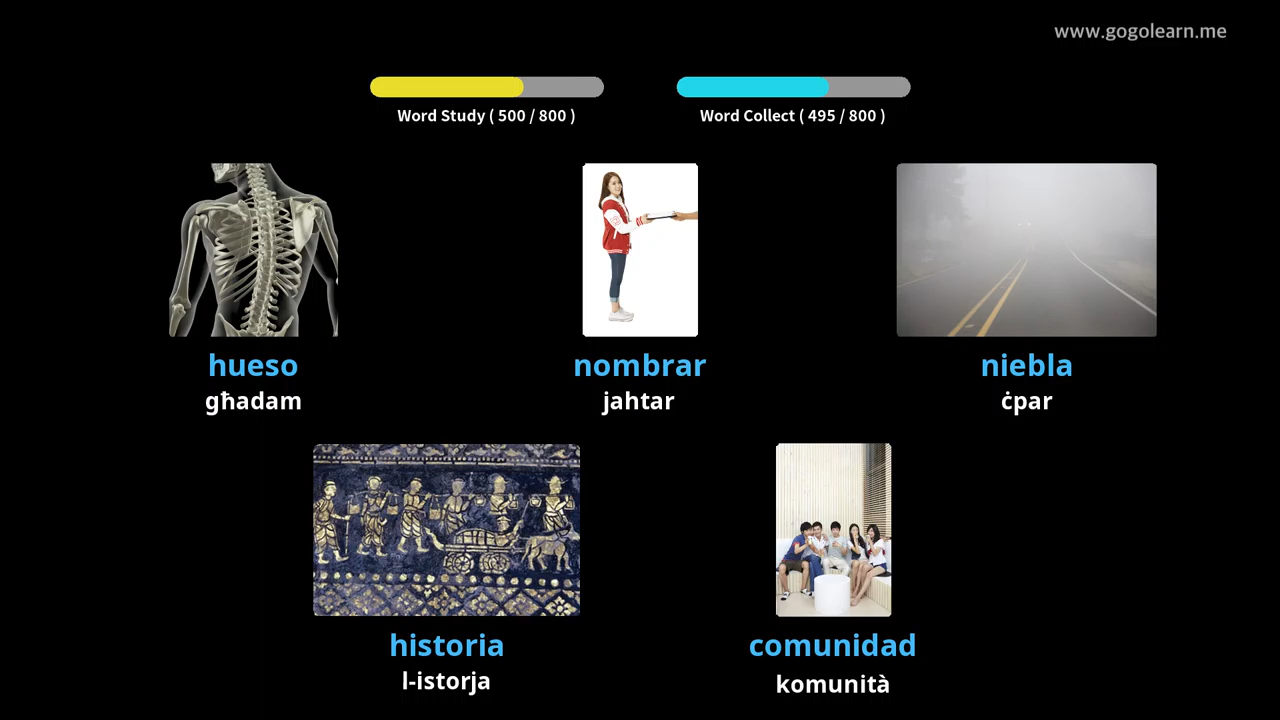 www.gogolearn.me
Word Study ( 500 / 800 )
Word Collect ( 495 / 800 )
hueso
għadam
nombrar
jahtar
niebla
ċpar
historia
l-istorja
comunidad
komunità